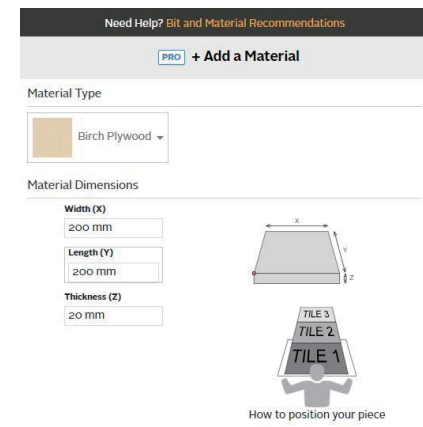 Need Help? Bit and Material Recommendations
PRO + Add a Material
Material Type
Birch Plywood
Material Dimensions
Width (X)
200 mm
Length (Y)
200 mm
Thickness (Z)
20 mm
X
Y
Z
TILE 3
TILE 2
TILE 1
How to position your piece